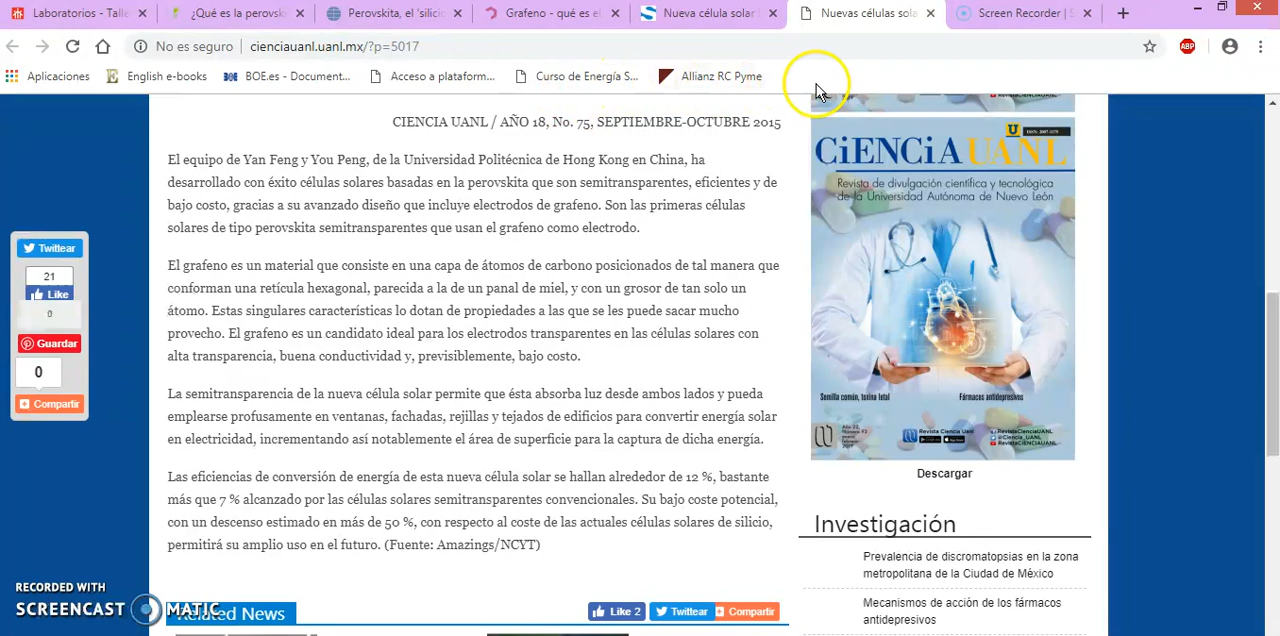 Laboratorios - Talle
¿Qué es la perovsk
Perovskita, el 'silicio
Grafeno - qué es el
Nueva célula solar
Nuevas células sola
Screen Recorder | S
No es seguro
cienciauanl.uanl.mx/?p=5017
ABP
Aplicaciones
English e-books
BOE.es - Document...
Acceso a plataform...
Curso de Energía S...
Allianz RC Pyme
CIENCIA UANL / AÑO 18, No. 75, SEPTIEMBRE-OCTUBRE 2015
El equipo de Yan Feng y You Peng, de la Universidad Politécnica de Hong Kong en China, ha
desarrollado con éxito células solares basadas en la perovskita que son semitransparentes, eficientes y de
bajo costo, gracias a su avanzado diseño que incluye electrodos de grafeno. Son las primeras células
solares de tipo perovskita semitransparentes que usan el grafeno como electrodo.
El grafeno es un material que consiste en una capa de átomos de carbono posicionados de tal manera que
conforman una retícula hexagonal, parecida a la de un panal de miel, y con un grosor de tan solo un
átomo. Estas singulares características lo dotan de propiedades a las que se les puede sacar mucho
provecho. El grafeno es un candidato ideal para los electrodos transparentes en las células solares con
alta transparencia, buena conductividad y, previsiblemente, bajo costo.
La semitransparencia de la nueva célula solar permite que ésta absorba luz desde ambos lados y pueda
emplearse profusamente en ventanas, fachadas, rejillas y tejados de edificios para convertir energía solar
en electricidad, incrementando así notablemente el área de superficie para la captura de dicha energía.
Las eficiencias de conversión de energía de esta nueva célula solar se hallan alrededor de 12 %, bastante
más que 7 % alcanzado por las células solares semitransparentes convencionales. Su bajo coste potencial,
con un descenso estimado en más de 50 %, con respecto al coste de las actuales células solares de silicio,
permitirá su amplio uso en el futuro. (Fuente: Amazings/NCYT)
Twittear
21
Like
0
Guardar
0
Compartir
RECORDED WITH
SCREENCAST MATIC
Related News
Like 2
Twittear
Compartir
U
CiENCiA UANL
Revista de divulgación científica y tecnológica
de la Universidad Autónoma de Nuevo León
Semilla común, toxina letal
Fármacos antidepresivos
Revista Ciencia UANL
Descargar
Investigación
Prevalencia de discromatopsias en la zona
metropolitana de la Ciudad de México
Mecanismos de acción de los fármacos
antidepresivos